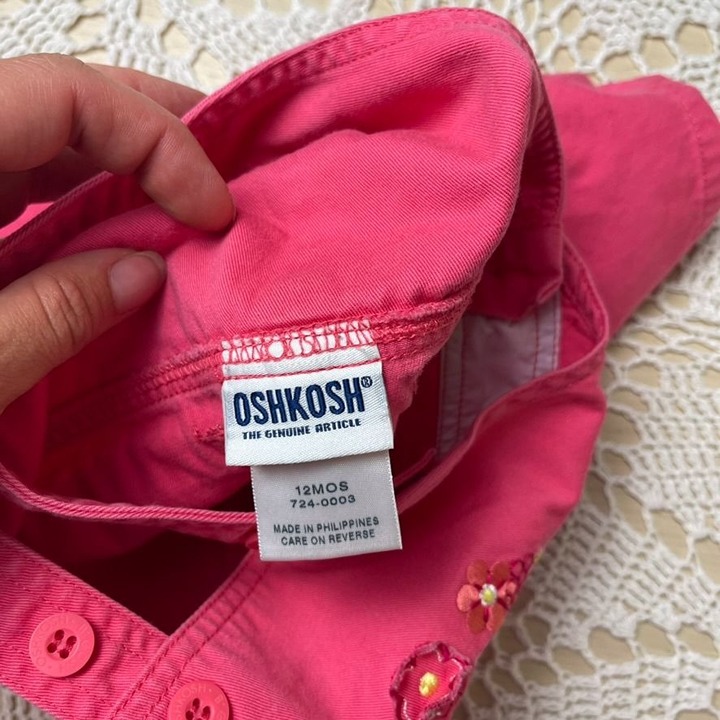 OSHKOSH®
THE GENUINE ARTICLE
12MOS
724-0003
MADE IN PHILIPPINES
CARE ON REVERSE